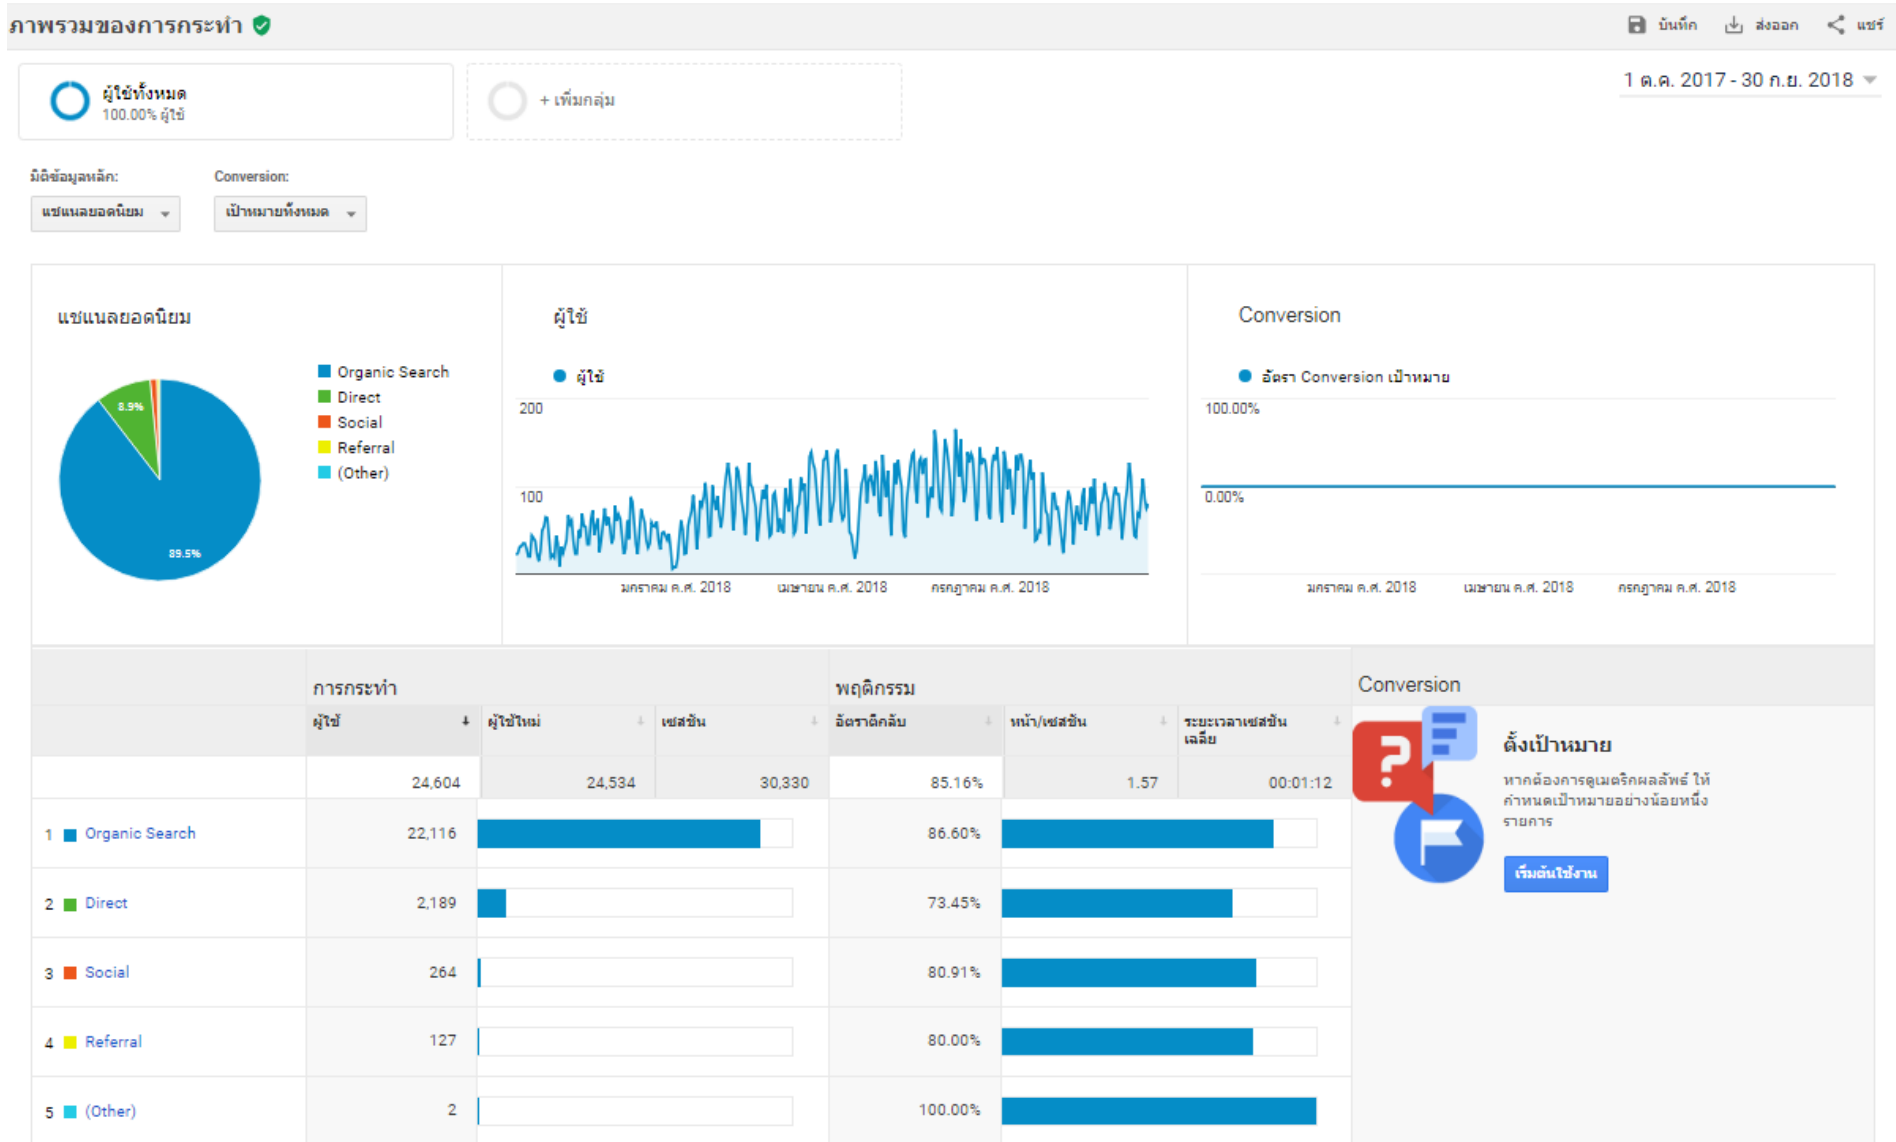 ภาพรวมของการกระทำ
บันทึก ส่งออก แชร์
ผู้ใช้ทั้งหมด
100.00% ผู้ใช้
+ เพิ่มกลุ่ม
1 ต.ค. 2017 - 30 ก.ย. 2018
มิติข้อมูลหลัก: Conversion:
แชแนลยอดนิยม เป้าหมายทั้งหมด
แชแนลยอดนิยม
Organic Search
Direct
Social
Referral
(Other)
8.9%
89.5%
ผู้ใช้
ผู้ใช้
200
100
มกราคม ค.ศ. 2018 เมษายน ค.ศ. 2018 กรกฎาคม ค.ศ. 2018
Conversion
อัตรา Conversion เป้าหมาย
100.00%
0.00%
มกราคม ค.ศ. 2018 เมษายน ค.ศ. 2018 กรกฎาคม ค.ศ. 2018
การกระทำ พฤติกรรม Conversion
ผู้ใช้ ผู้ใช้ใหม่ เซสชัน อัตราตีกลับ หน้า/เซสชัน ระยะเวลาเซสชัน
เฉลี่ย
24,604 24,534 30,330 85.16% 1.57 00:01:12
1 Organic Search 22,116 86.60%
2 Direct 2,189 73.45%
3 Social 264 80.91%
4 Referral 127 80.00%
5 (Other) 2 100.00%
ตั้งเป้าหมาย
หากต้องการดูเมตริกผลลัพธ์ ให้
กำหนดเป้าหมายอย่างน้อยหนึ่ง
รายการ
เริ่มต้นใช้งาน